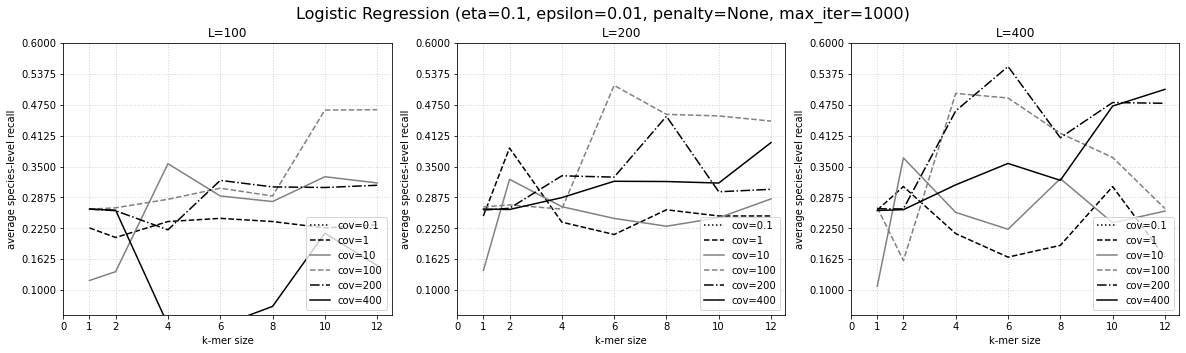 Logistic Regression (eta=0.1, epsilon=0.01, penalty=None, max_iter=1000)
L=100
0.6000
0.5375
0.4750
0.4125
0.3500
0.2875
0.2250
0.1625
0.1000
average species-level recall
0 1 2 4 6 8 10 12
k-mer size
cov=0.1
cov=1
cov=10
cov=100
cov=200
cov=400
L=200
0.6000
0.5375
0.4750
0.4125
0.3500
0.2875
0.2250
0.1625
0.1000
average species-level recall
0 1 2 4 6 8 10 12
k-mer size
cov=0.1
cov=1
cov=10
cov=100
cov=200
cov=400
L=400
0.6000
0.5375
0.4750
0.4125
0.3500
0.2875
0.2250
0.1625
0.1000
average species-level recall
0 1 2 4 6 8 10 12
k-mer size
cov=0.1
cov=1
cov=10
cov=100
cov=200
cov=400